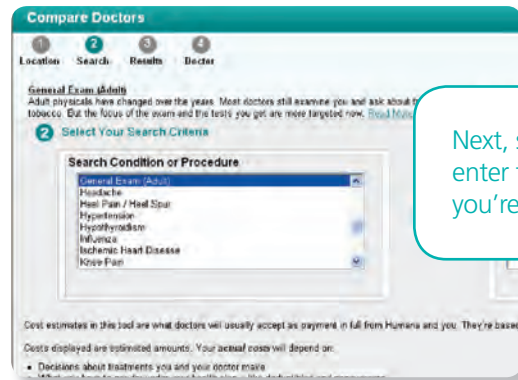 Compare Doctors
1 2 3 4
Location Search Results Doctor
General Exam (Adult)
Adult physicals have changed over the years. Most doctors still examine you and ask about
tobacco. But the focus of the exam and the tests you get are more targeted now. Read More
2 Select Your Search Criteria
Search Condition or Procedure
General Exam (Adult)
Headache
Heel Pain / Heel Spur
Hypertension
Hypothyroidism
Influenza
Ischemic Heart Disease
Knee Pain
Next,
enter
you're
Cost estimates in this tool are what doctors will usually accept as payment in full from Humana and you. They're based
Costs displayed are estimated amounts. Your actual costs will depend on:
• Decisions about treatments you and your doctor make